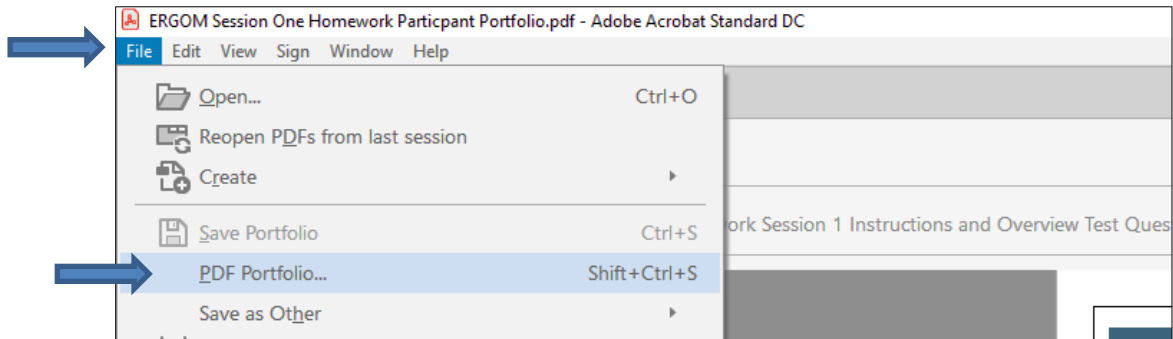 ERGOM Session One Homework Particpant Portfolio.pdf - Adobe Acrobat Standard DC
File Edit View Sign Window Help
Open... Ctrl+O
Reopen PDFs from last session
Create
Save Portfolio Ctrl+S
ork Session 1 Instructions and Overview Test Ques
PDF Portfolio... Shift+Ctrl+S
Save as Other